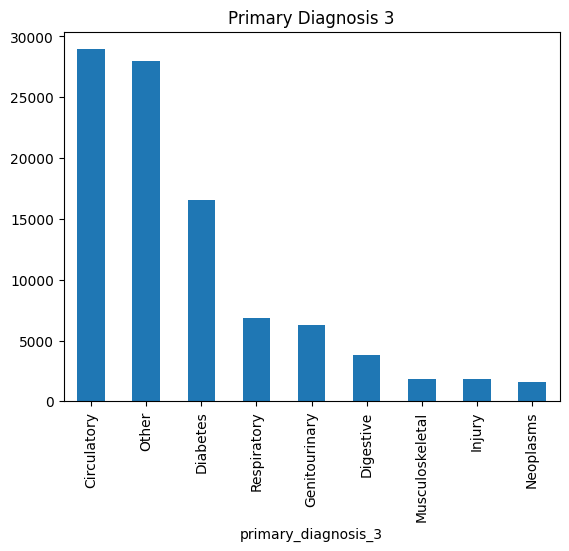 Primary Diagnosis 3
30000
25000
20000
15000
10000
5000
0
Circulatory
Other
Diabetes
Respiratory
Genitourinary
Digestive
Musculoskeletal
Injury
Neoplasms
primary_diagnosis_3